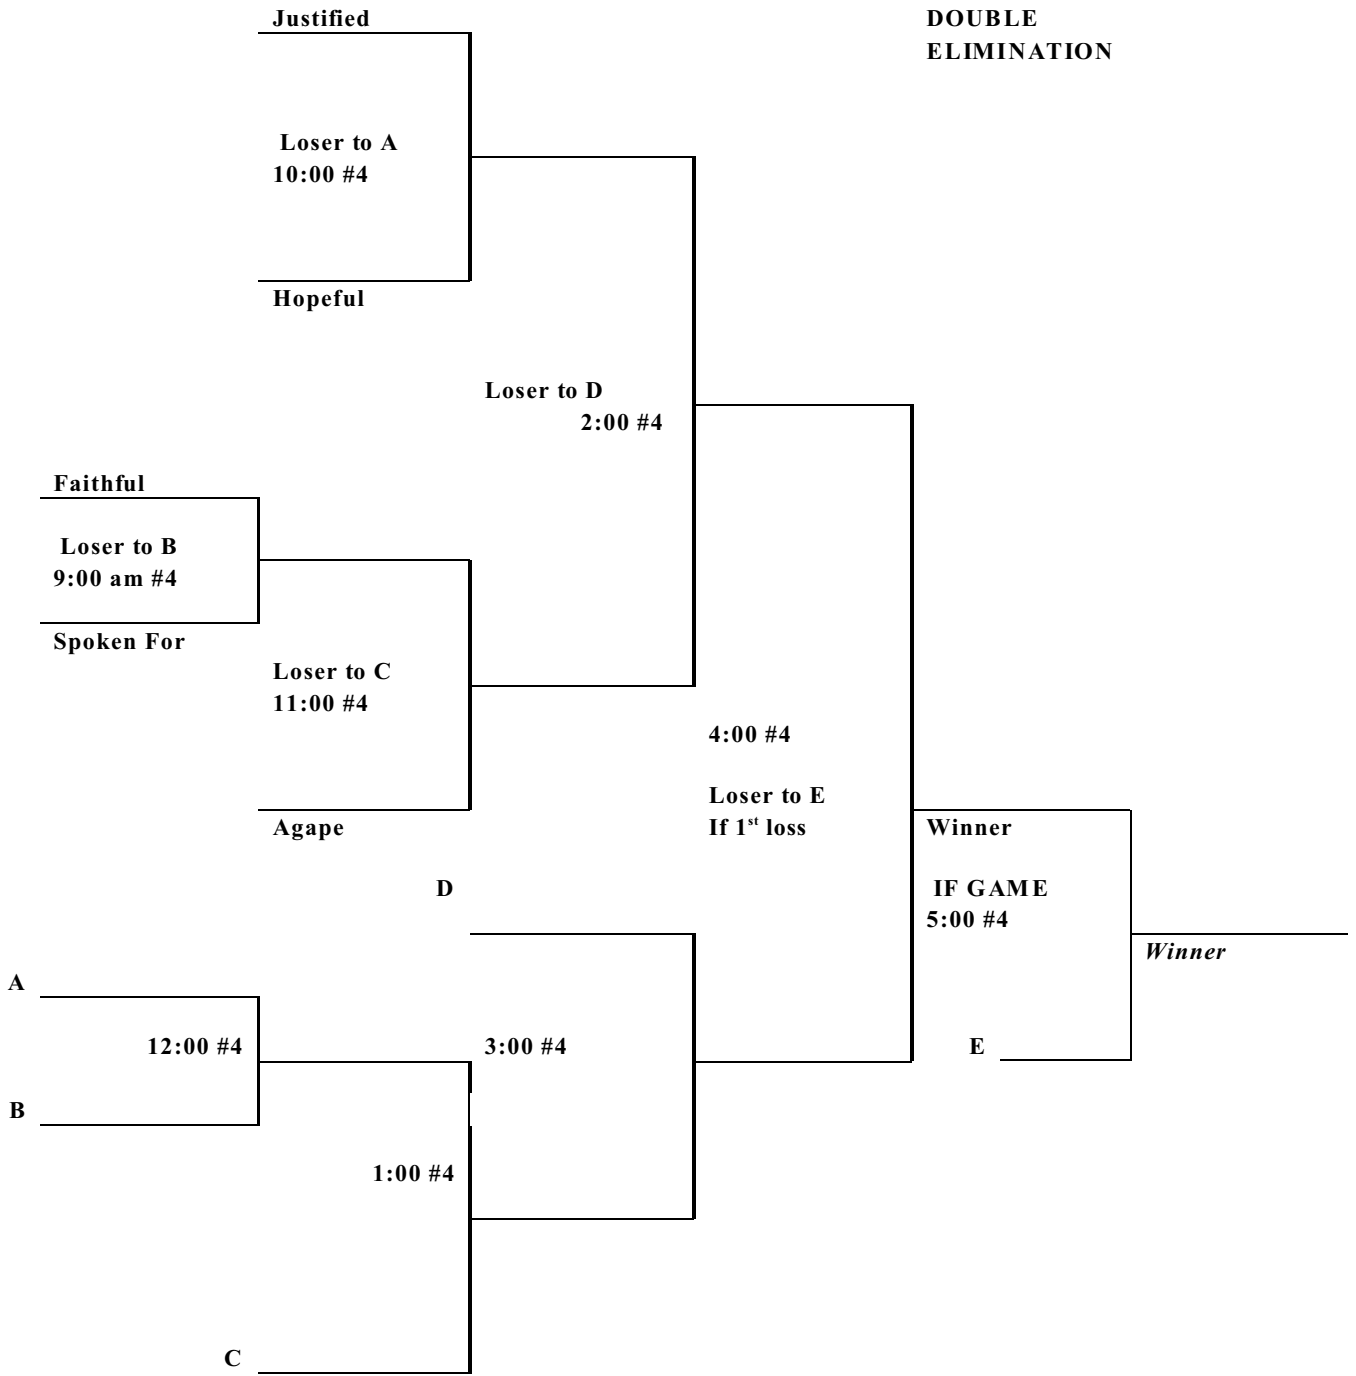 Justified
DOUBLE
ELIMINATION
Loser to A
10:00 #4
Hopeful
Loser to D
2:00 #4
Faithful
Loser to B
9:00 am #4
Spoken For
Loser to C
11:00 #4
4:00 #4
Loser to E
If 1st loss
Agape
Winner
D
IF GAME
5:00 #4
Winner
A
12:00 #4
3:00 #4
E
B
1:00 #4
C